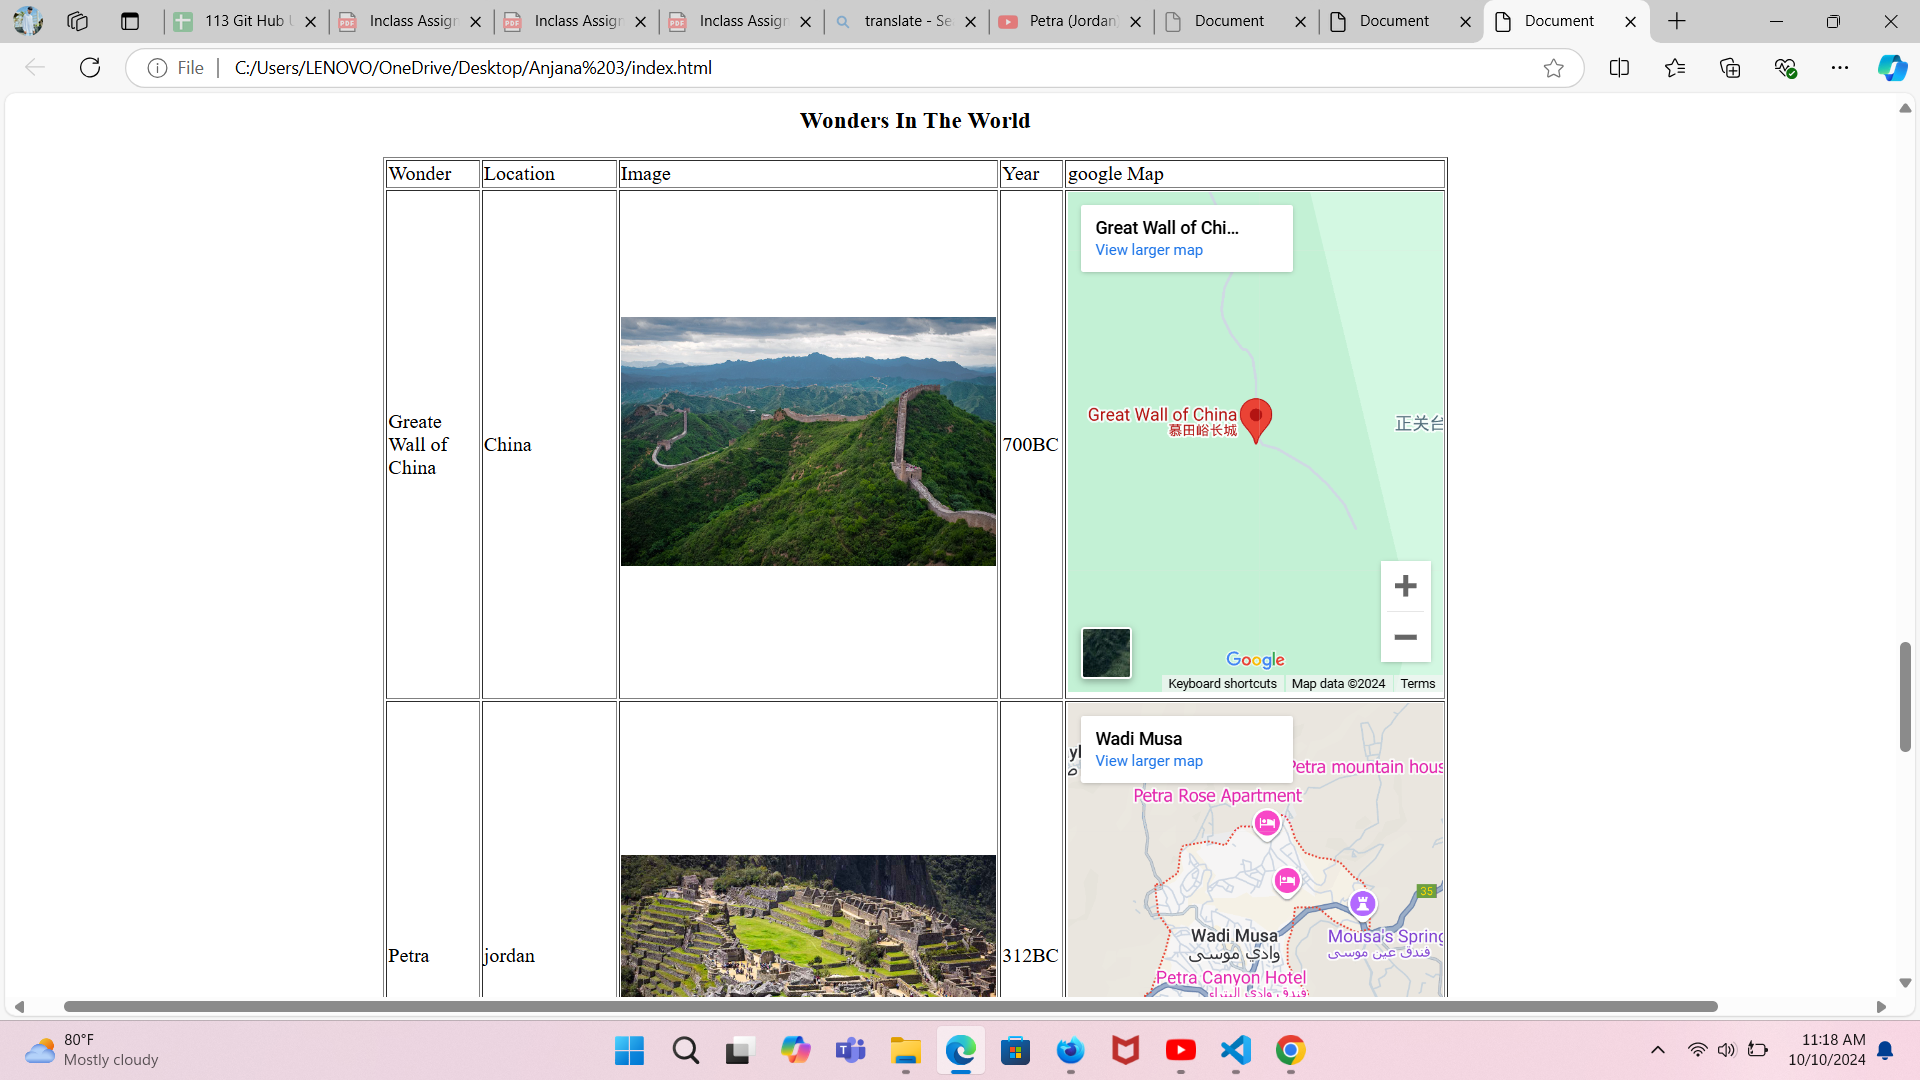 113 Git Hub U
Inclass Assign
Inclass Assign
Inclass Assign
translate - Se
Petra (Jordan)
Document
Document
Document
File
C:/Users/LENOVO/OneDrive/Desktop/Anjana%203/index.html
Wonders In The World
Wonder
Location
Image
Year
google Map
Greate
Wall of
China
China
700BC
Great Wall of Chi...
View larger map
Great Wall of China
慕田峪长城
正关台
Google
Keyboard shortcuts
Map data ©2024
Terms
Petra
jordan
312BC
Wadi Musa
View larger map
Petra mountain hous
Petra Rose Apartment
35
Wadi Musa
وادي موسى
Mousa's Spring
فندق عين موسى
Petra Canyon Hotel
فندق وادي البتراء
80°F
Mostly cloudy
11:18 AM
10/10/2024